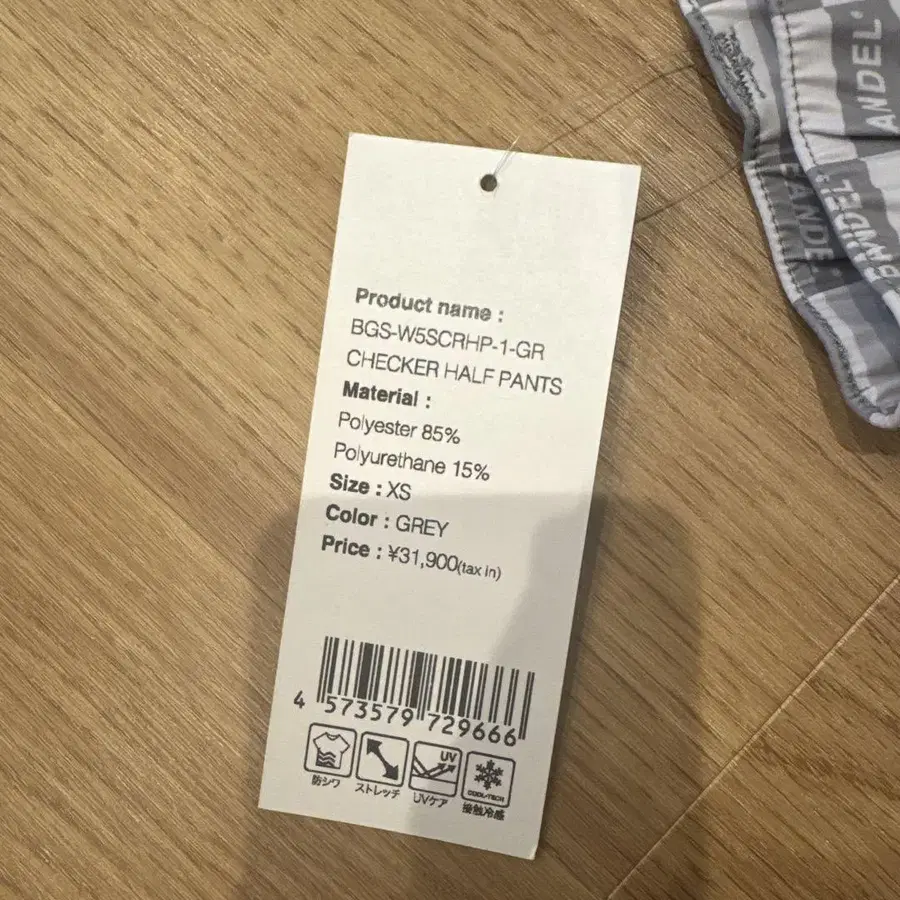 Product name :
BGS-W5SCRHP-1-GR
CHECKER HALF PANTS
Material :
Polyester 85%
Polyurethane 15%
Size : XS
Color : GREY
Price : ¥31,900(tax in)
4 573579 729666
UV
COOL-TECH
防シワ
ストレッチ
UVケア
接触冷感
ANDEL
BANDEL
BANDE